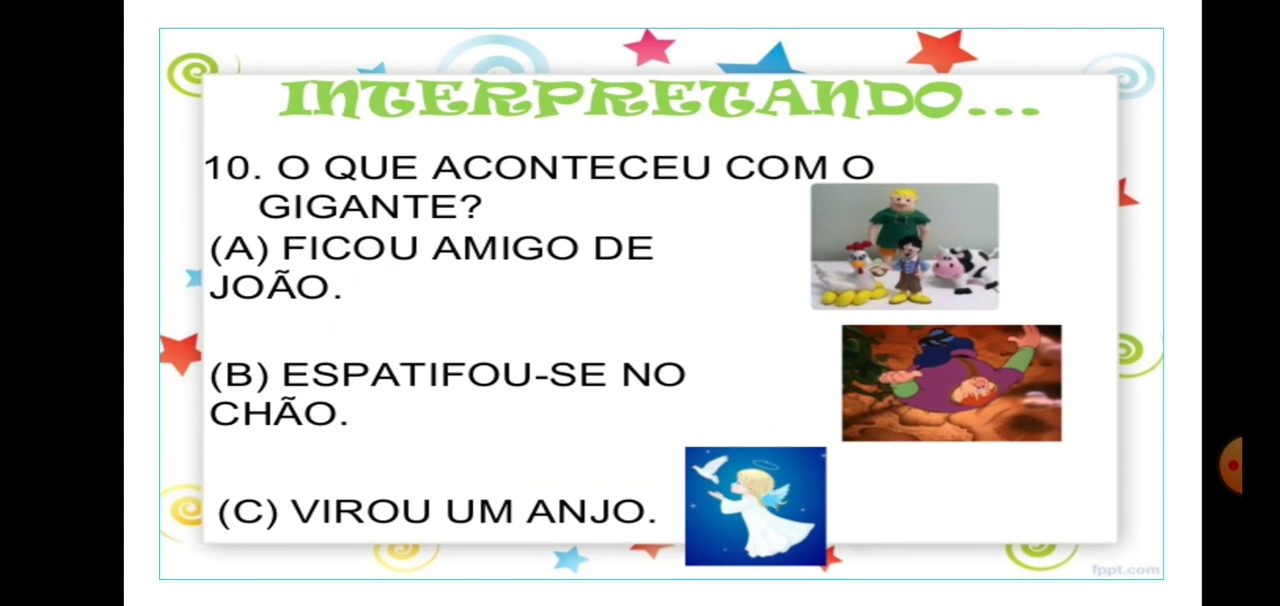 INTERPRETANDO...
10. O QUE ACONTECEU COM O
GIGANTE?
(A) FICOU AMIGO DE
JOÃO.
(B) ESPATIFOU-SE NO
CHÃO.
(C) VIROU UM ANJO.
fppt.com